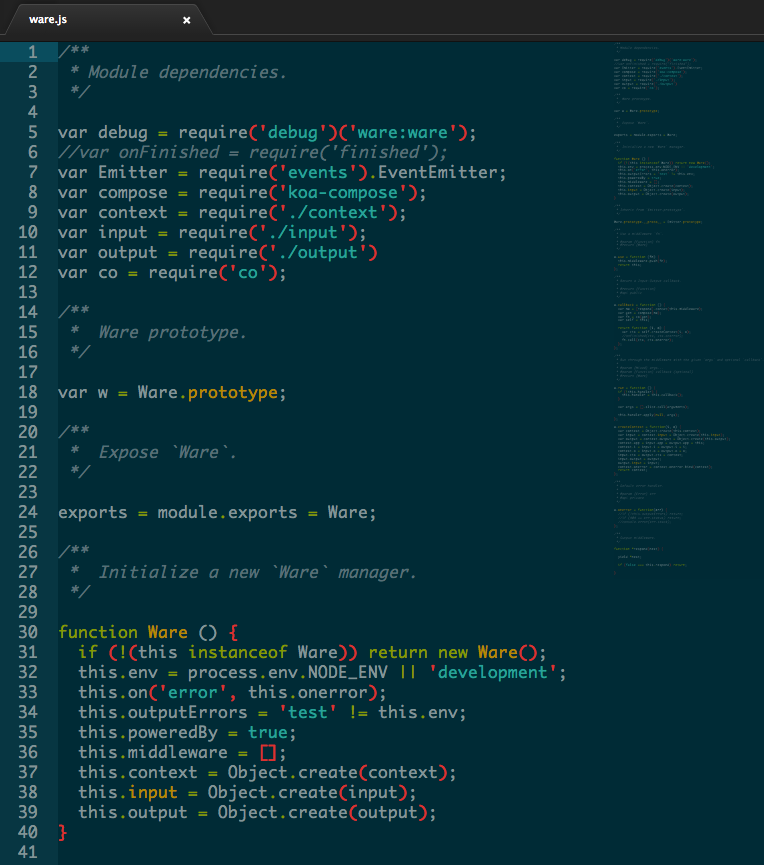 ware.js ×
1 /**
2  * Module dependencies.
3  */
4
5 var debug = require('debug')('ware:ware');
6 //var onFinished = require('finished');
7 var Emitter = require('events').EventEmitter;
8 var compose = require('koa-compose');
9 var context = require('./context');
10 var input = require('./input');
11 var output = require('./output')
12 var co = require('co');
13
14 /**
15  *  Ware prototype.
16  */
17
18 var w = Ware.prototype;
19
20 /**
21  *  Expose `Ware`.
22  */
23
24 exports = module.exports = Ware;
25
26 /**
27  *  Initialize a new `Ware` manager.
28  */
29
30 function Ware () {
31   if (!(this instanceof Ware)) return new Ware();
32   this.env = process.env.NODE_ENV || 'development';
33   this.on('error', this.onerror);
34   this.outputErrors = 'test' != this.env;
35   this.poweredBy = true;
36   this.middleware = [];
37   this.context = Object.create(context);
38   this.input = Object.create(input);
39   this.output = Object.create(output);
40 }
41